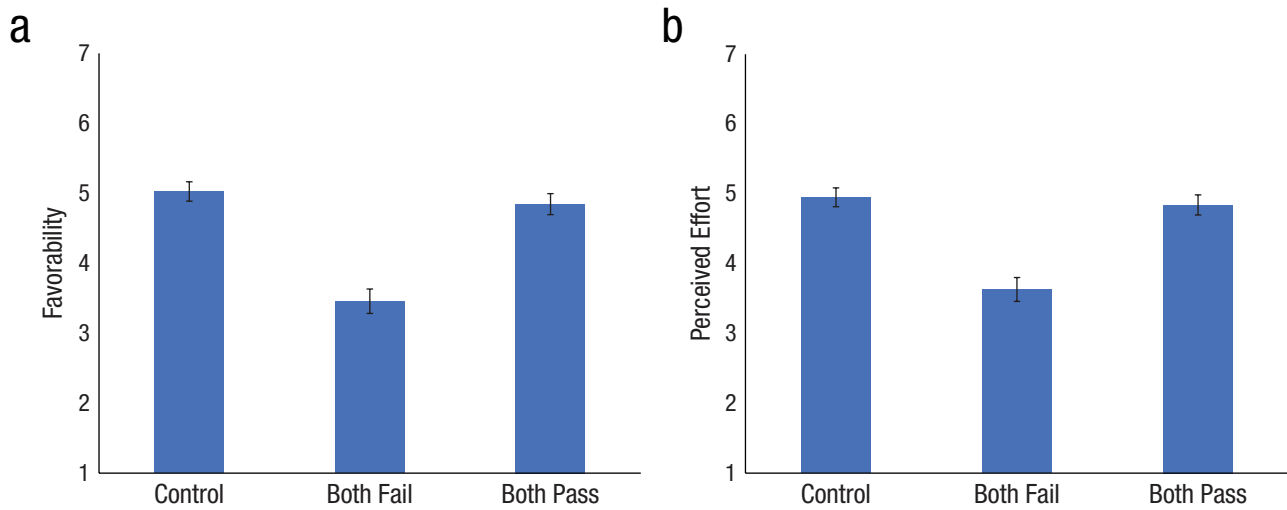 a
7
6
5
4
3
2
1
Favorability
Control
Both Fail
Both Pass
b
7
6
5
4
3
2
1
Perceived Effort
Control
Both Fail
Both Pass